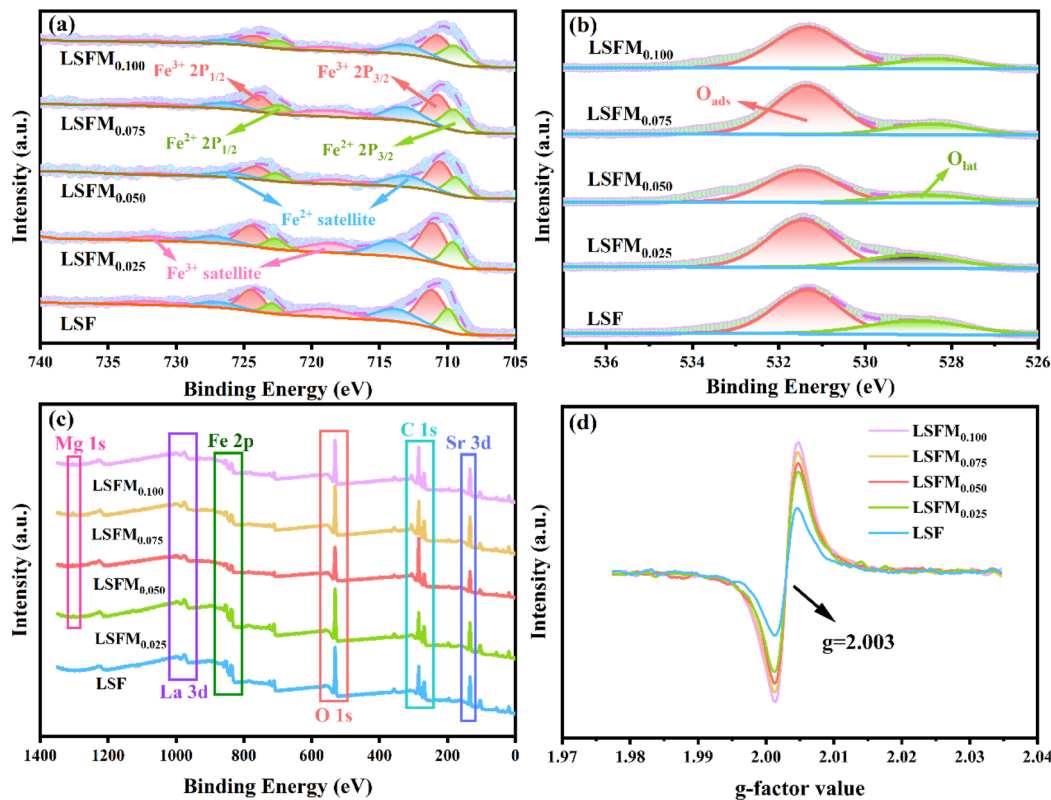 (a)
LSFM0.100
Fe3+ 2P1/2
Fe3+ 2P3/2
LSFM0.075
Fe2+ 2P1/2
Fe2+ 2P3/2
LSFM0.050
Fe2+ satellite
LSFM0.025
Fe3+ satellite
LSF
Intensity (a.u.)
740 735 730 725 720 715 710 705
Binding Energy (eV)
(b)
LSFM0.100
Oads
LSFM0.075
Olat
LSFM0.050
LSFM0.025
LSF
Intensity (a.u.)
536 534 532 530 528 526
Binding Energy (eV)
(c)
Mg 1s
Fe 2p
C 1s
Sr 3d
LSFM0.100
LSFM0.075
LSFM0.050
LSFM0.025
LSF
La 3d
O 1s
Intensity (a.u.)
1400 1200 1000 800 600 400 200 0
Binding Energy (eV)
(d)
LSFM0.100
LSFM0.075
LSFM0.050
LSFM0.025
LSF
g=2.003
Intensity (a.u.)
1.97 1.98 1.99 2.00 2.01 2.02 2.03 2.04
g-factor value